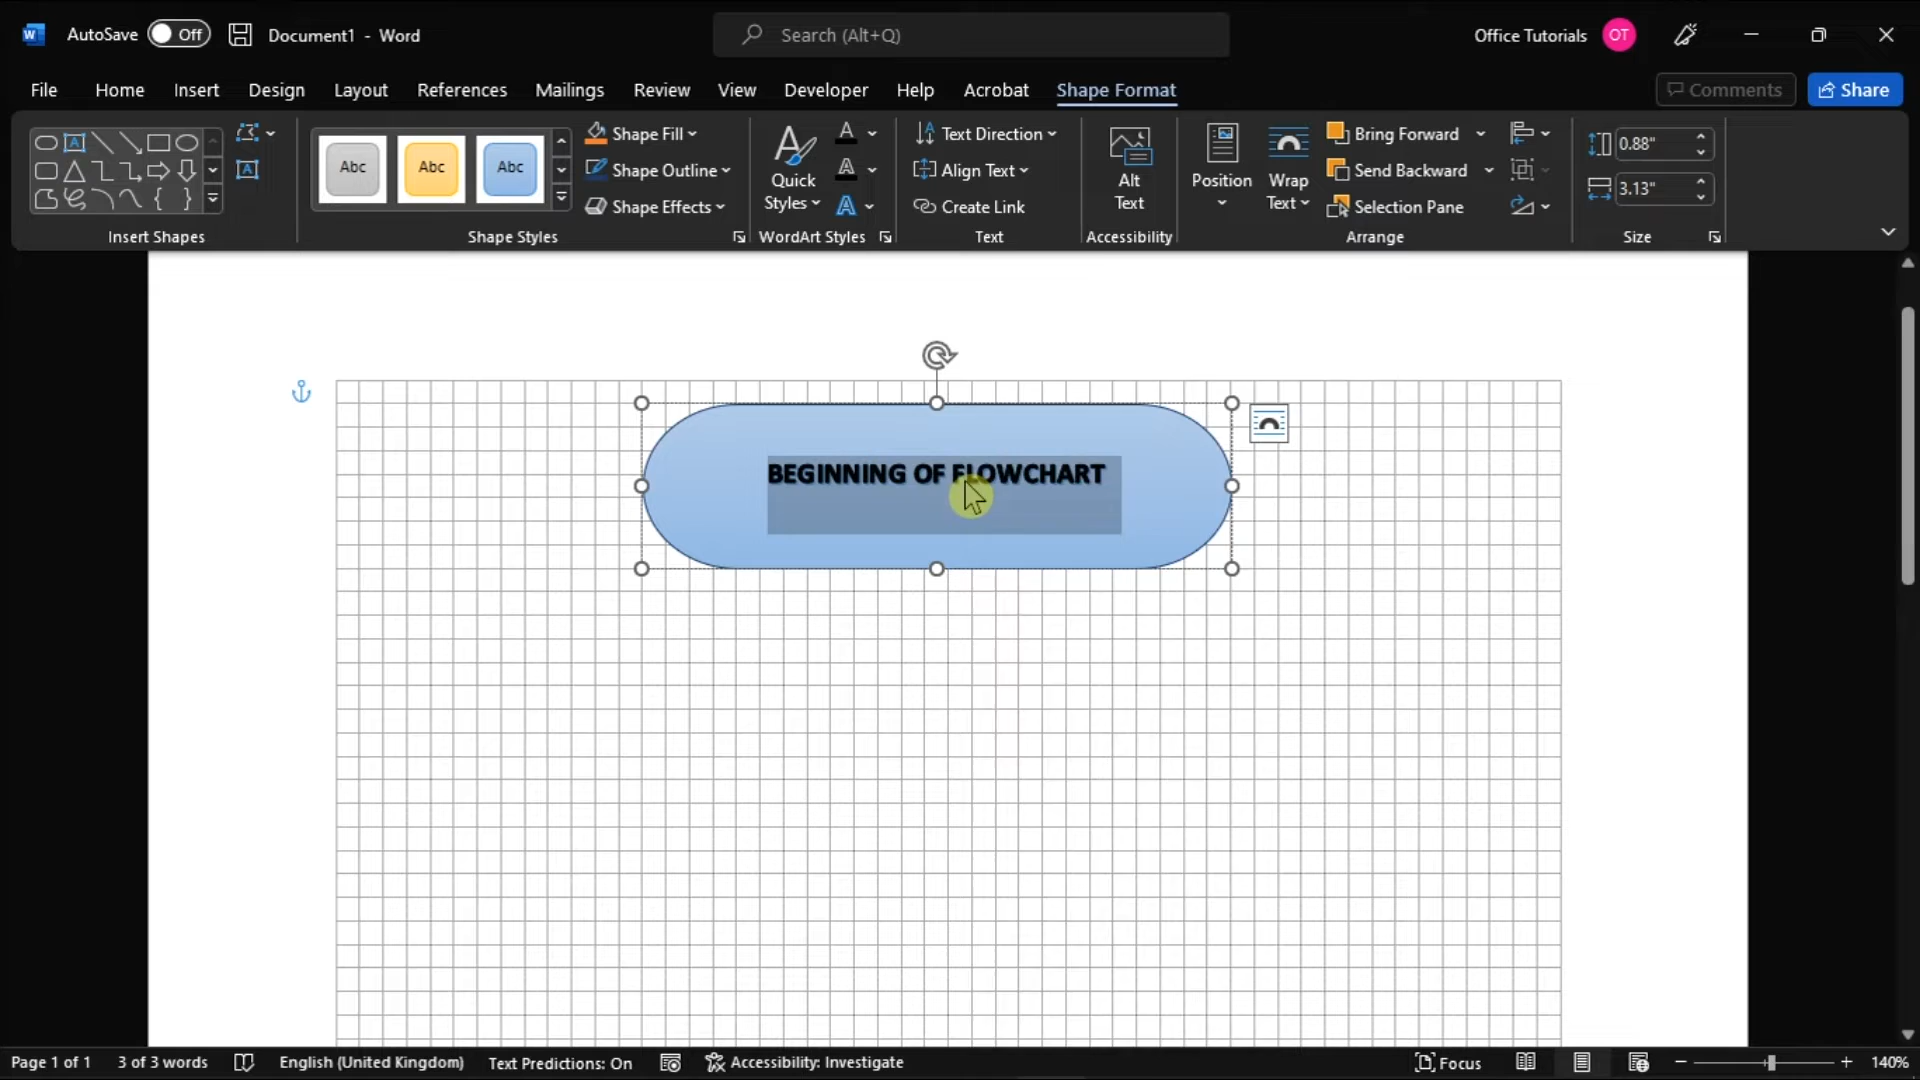 AutoSave Off Document1 - Word Search (Alt+Q) Office Tutorials OT
File Home Insert Design Layout References Mailings Review View Developer Help Acrobat Shape Format Comments Share
Abc Abc Abc
Shape Fill
Shape Outline
Shape Effects
Quick
Styles
Text Direction
Align Text
Create Link
Alt
Text
Position
Wrap
Text
Bring Forward
Send Backward
Selection Pane
0.88"
3.13"
Insert Shapes Shape Styles WordArt Styles Text Accessibility Arrange Size
BEGINNING OF FLOWCHART
Page 1 of 1 3 of 3 words English (United Kingdom) Text Predictions: On Accessibility: Investigate Focus 140%